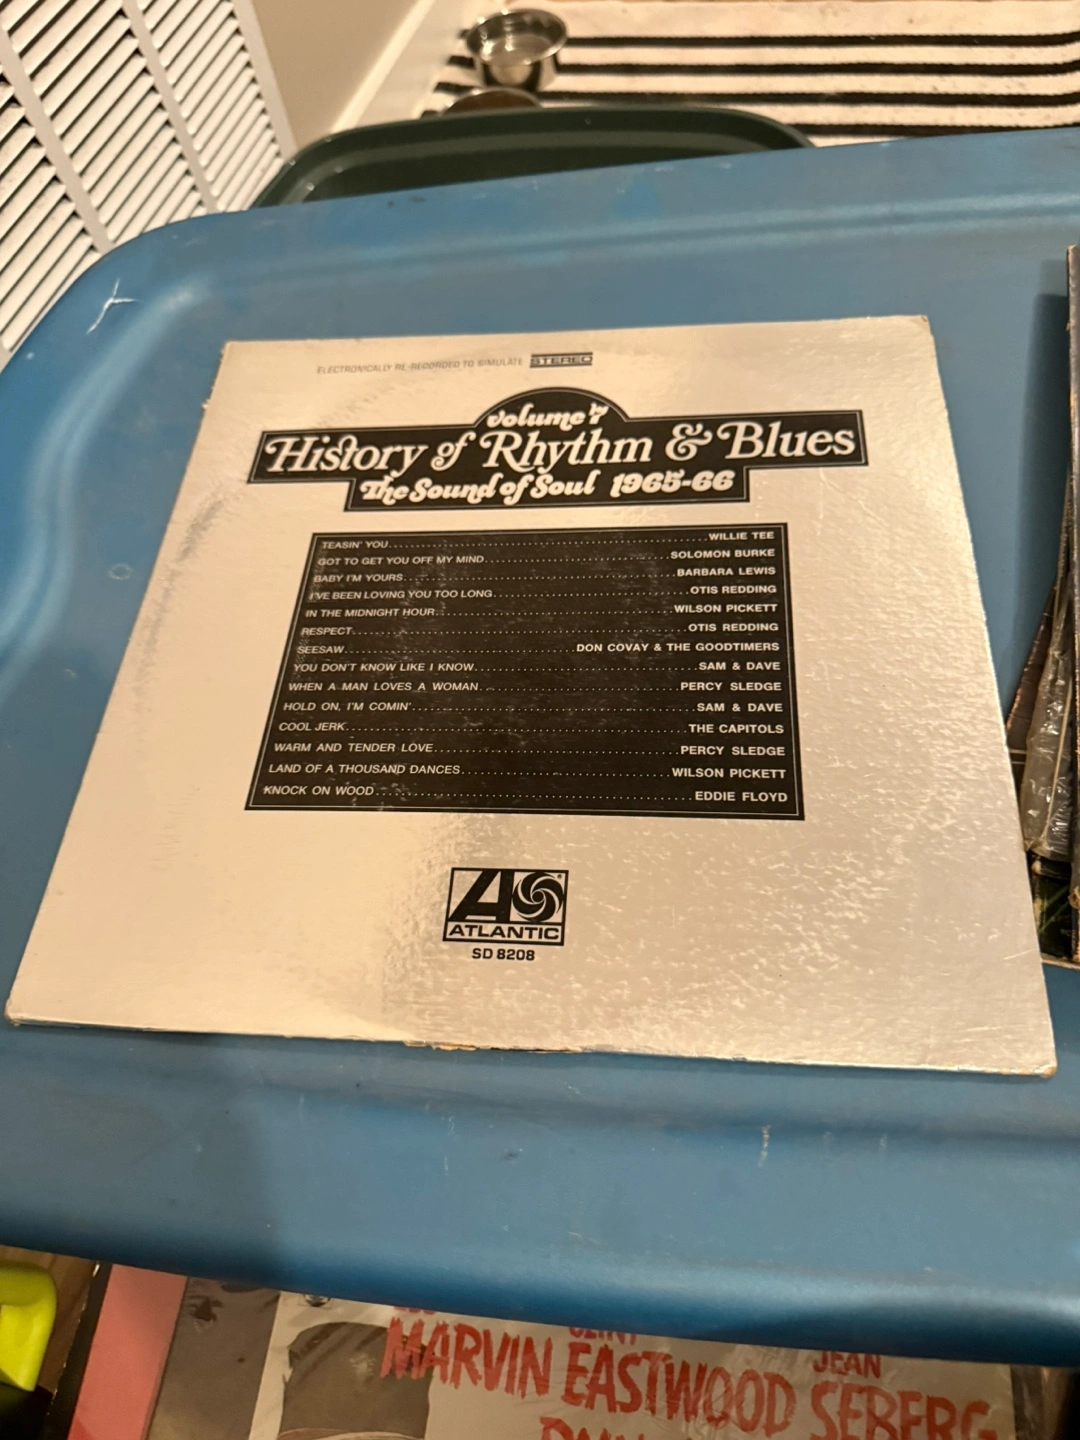 ELECTRONICALLY RE-RECORDED TO SIMULATE STEREO
Volume 7
History of Rhythm & Blues
The Sound of Soul 1965-66
TEASIN' YOU WILLIE TEE
GOT TO GET YOU OFF MY MIND SOLOMON BURKE
BABY I'M YOURS BARBARA LEWIS
I'VE BEEN LOVING YOU TOO LONG OTIS REDDING
IN THE MIDNIGHT HOUR WILSON PICKETT
RESPECT OTIS REDDING
SEESAW DON COVAY & THE GOODTIMERS
YOU DON'T KNOW LIKE I KNOW SAM & DAVE
WHEN A MAN LOVES A WOMAN PERCY SLEDGE
HOLD ON, I'M COMIN' SAM & DAVE
COOL JERK THE CAPITOLS
WARM AND TENDER LOVE PERCY SLEDGE
LAND OF A THOUSAND DANCES WILSON PICKETT
KNOCK ON WOOD EDDIE FLOYD
ATLANTIC
SD 8208
CLINT JEAN
MARVIN EASTWOOD SEBERG